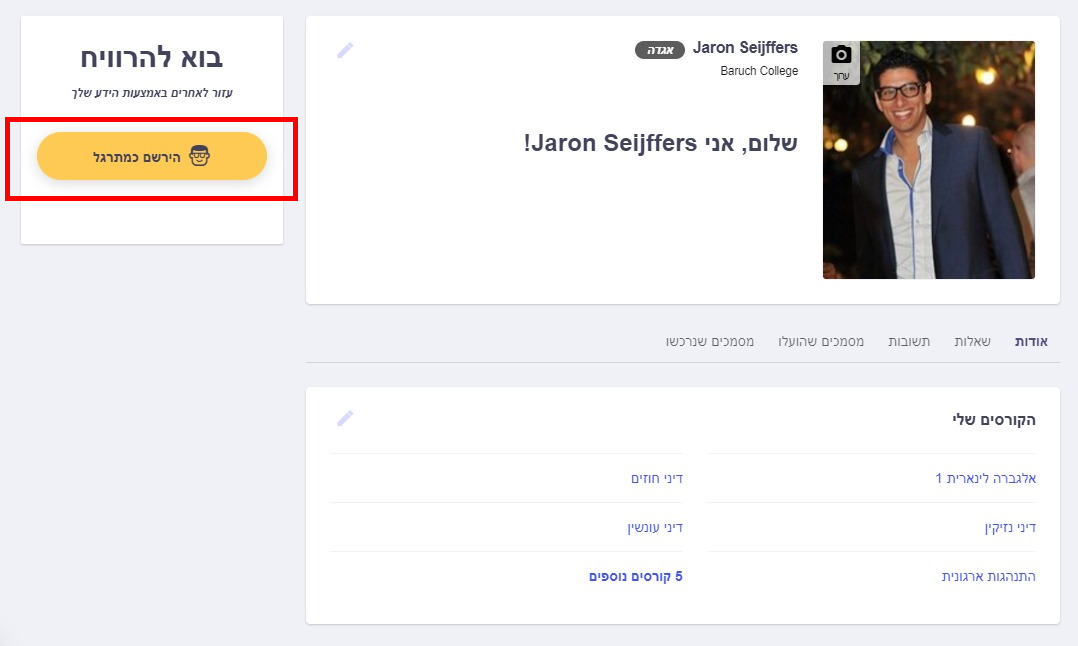 Jaron Seijffers אגדה
Baruch College
ערוך
שלום, אני Jaron Seijffers!
בוא להרוויח
עזור לאחרים באמצעות הידע שלך
הירשם כמתרגל
אודות שאלות תשובות מסמכים שהועלו מסמכים שנרכשו
הקורסים שלי
אלגברה לינארית 1 דיני חוזים
דיני נזיקין דיני עונשין
התנהגות ארגונית 5 קורסים נוספים